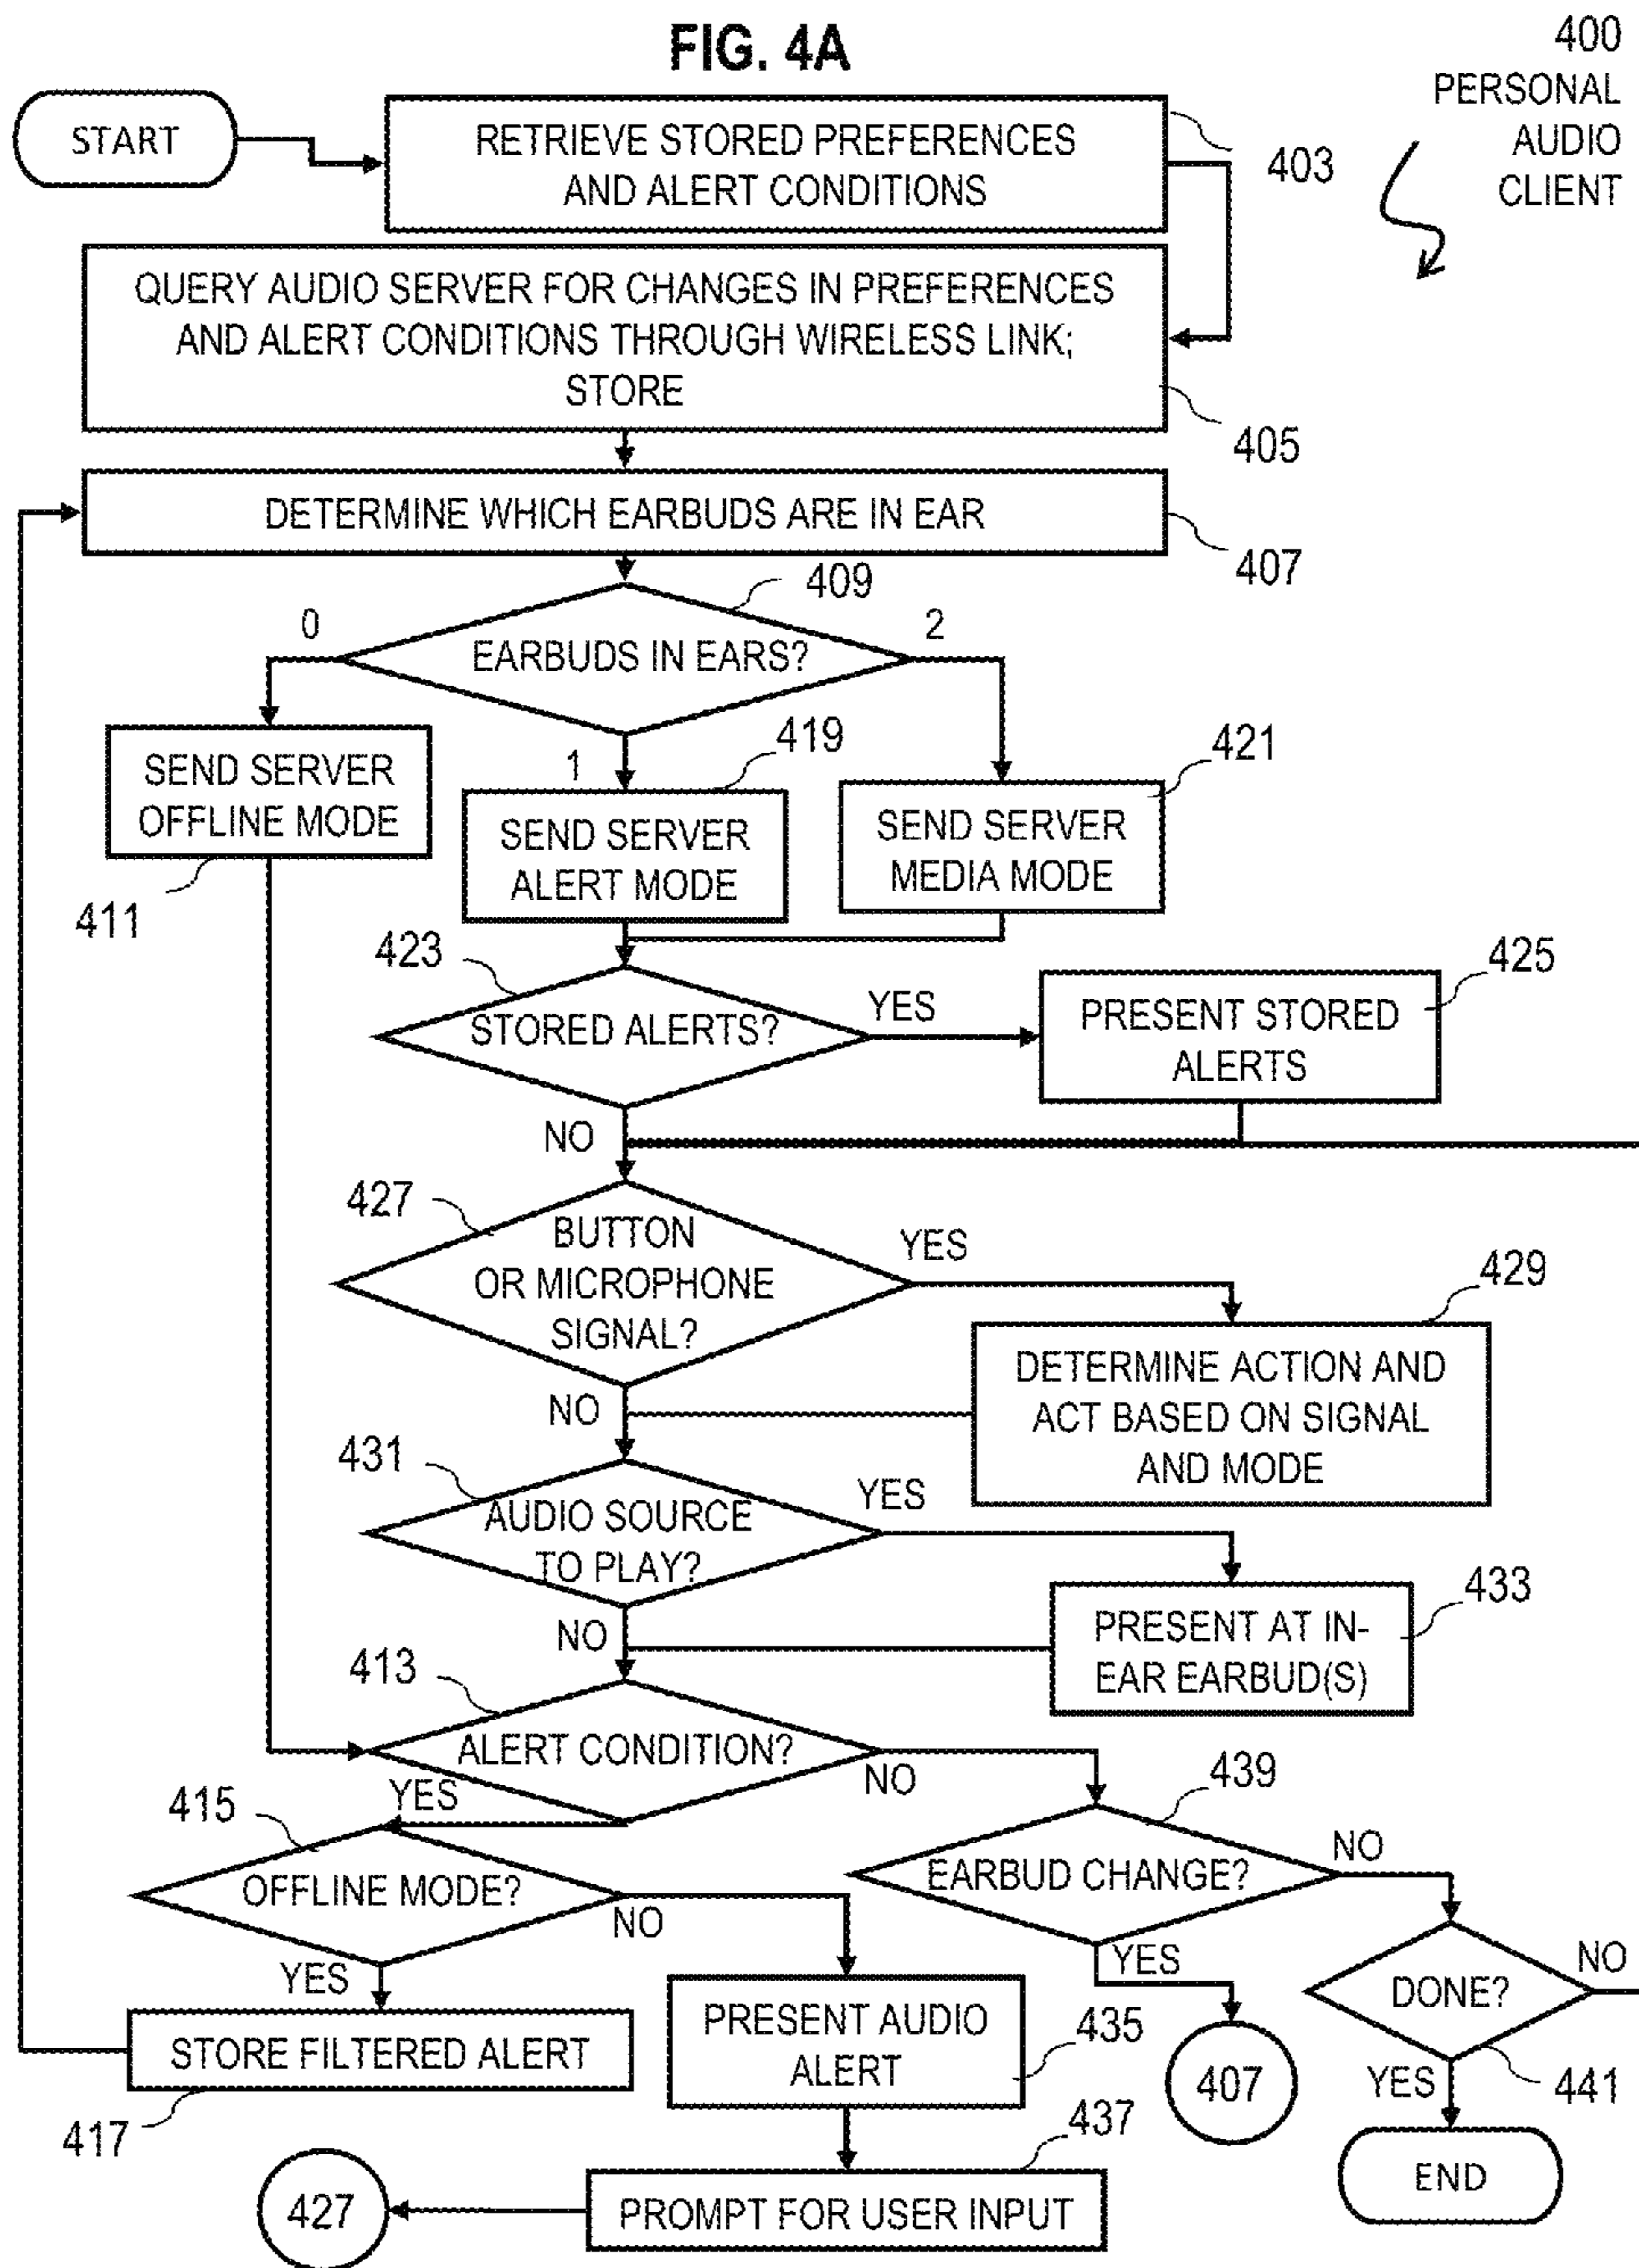 FIG. 4A
400
PERSONAL
AUDIO
CLIENT
START
RETRIEVE STORED PREFERENCES
AND ALERT CONDITIONS
403
QUERY AUDIO SERVER FOR CHANGES IN PREFERENCES
AND ALERT CONDITIONS THROUGH WIRELESS LINK;
STORE
405
DETERMINE WHICH EARBUDS ARE IN EAR
407
409
0
2
EARBUDS IN EARS?
1
419
421
SEND SERVER
OFFLINE MODE
411
SEND SERVER
ALERT MODE
SEND SERVER
MEDIA MODE
423
425
STORED ALERTS?
YES
PRESENT STORED
ALERTS
NO
427
BUTTON
OR MICROPHONE
SIGNAL?
YES
429
DETERMINE ACTION AND
ACT BASED ON SIGNAL
AND MODE
NO
431
AUDIO SOURCE
TO PLAY?
YES
433
PRESENT AT IN-
EAR EARBUD(S)
NO
413
ALERT CONDITION?
YES
NO
439
415
OFFLINE MODE?
NO
EARBUD CHANGE?
NO
YES
YES
DONE?
NO
STORE FILTERED ALERT
417
PRESENT AUDIO
ALERT
435
407
YES
441
437
END
427
PROMPT FOR USER INPUT